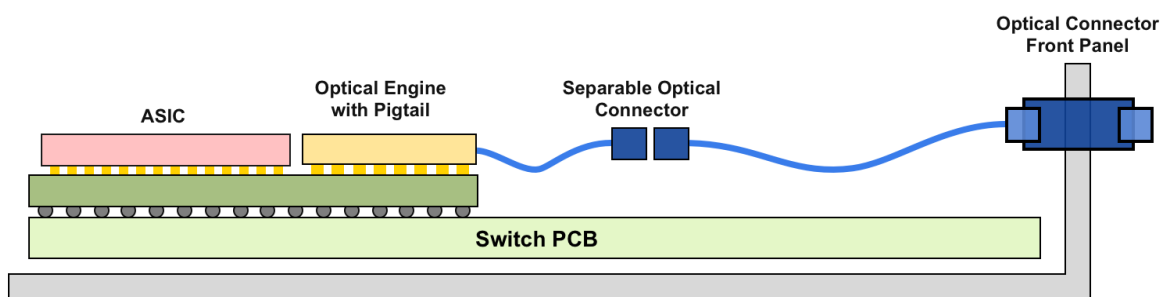 Optical Connector
Front Panel
Optical Engine
with Pigtail
Separable Optical
Connector
ASIC
Switch PCB